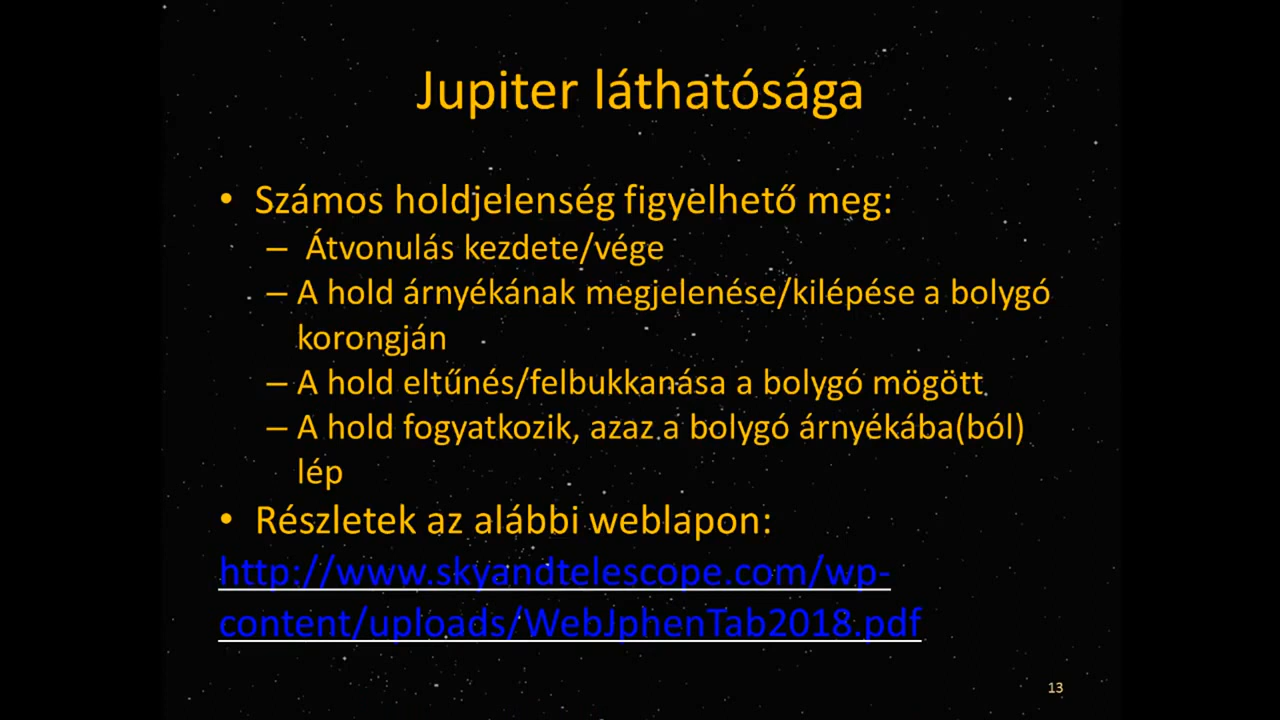 Jupiter láthatósága
• Számos holdjelenség figyelhető meg:
– Átvonulás kezdete/vége
– A hold árnyékának megjelenése/kilépése a bolygó
korongján
– A hold eltűnés/felbukkanása a bolygó mögött
– A hold fogyatkozik, azaz a bolygó árnyékába(ból)
lép
• Részletek az alábbi weblapon:
http://www.skyandtelescope.com/wp-
content/uploads/WebJphenTab2018.pdf
13